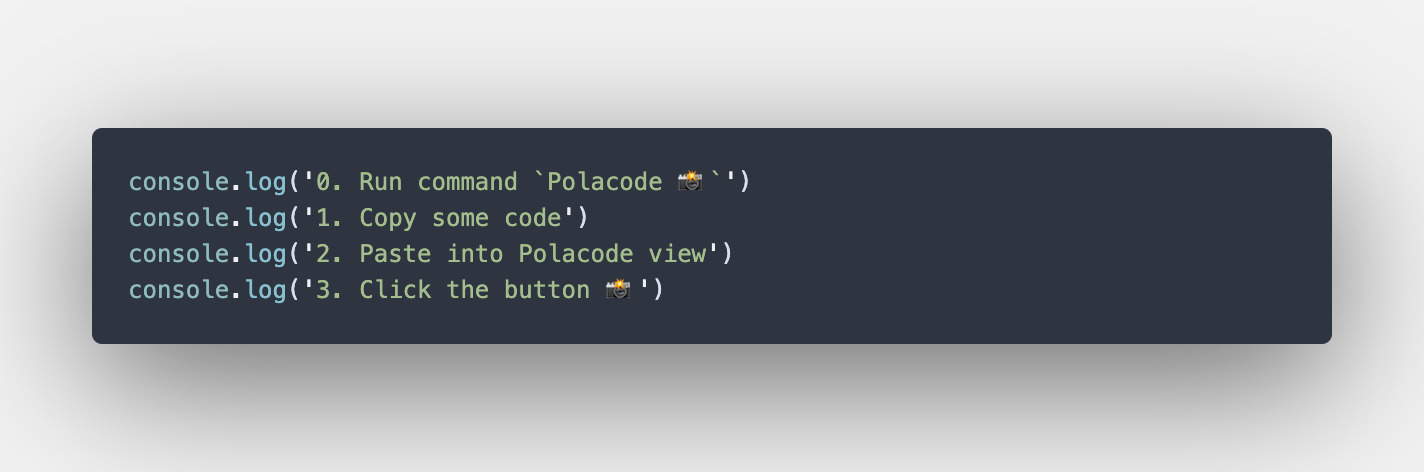 console.log('0. Run command `Polacode 📸`')
console.log('1. Copy some code')
console.log('2. Paste into Polacode view')
console.log('3. Click the button 📸')